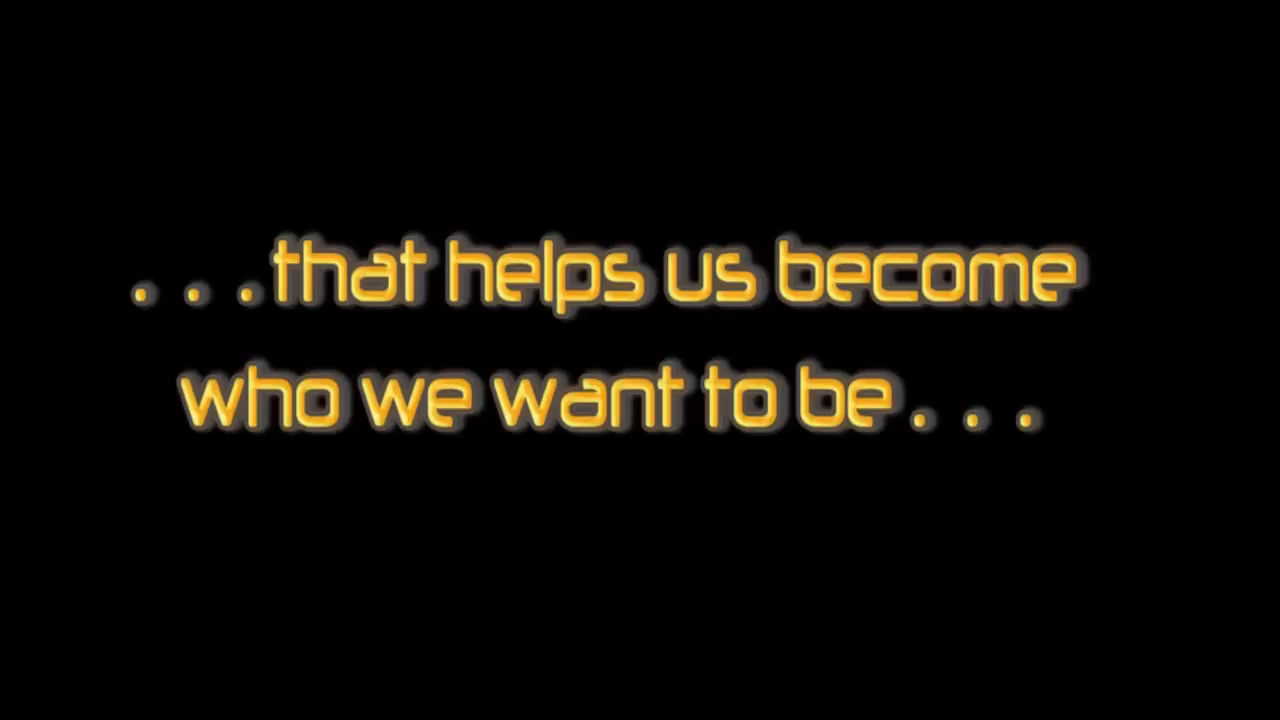 . . .that helps us become
who we want to be . . .